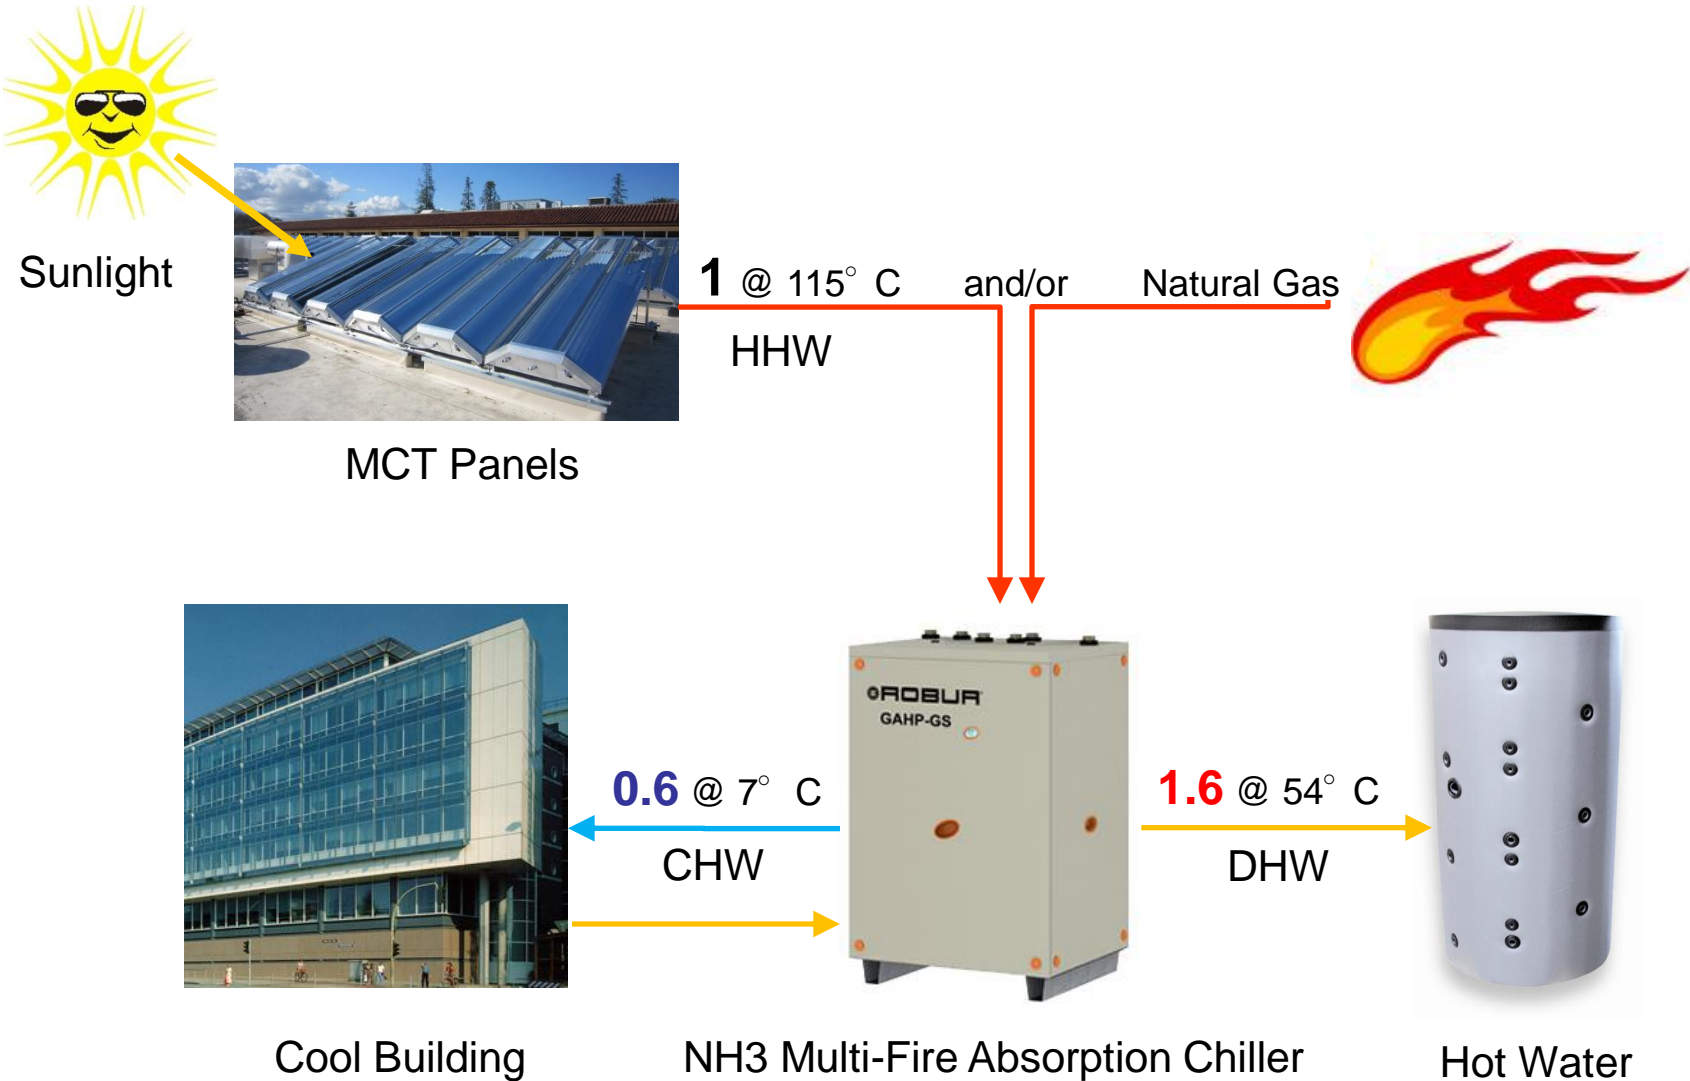 Sunlight
1 @ 115° C and/or Natural Gas
HHW
MCT Panels
ROBUR
GAHP-GS
0.6 @ 7° C
CHW
1.6 @ 54° C
DHW
Cool Building
NH3 Multi-Fire Absorption Chiller
Hot Water